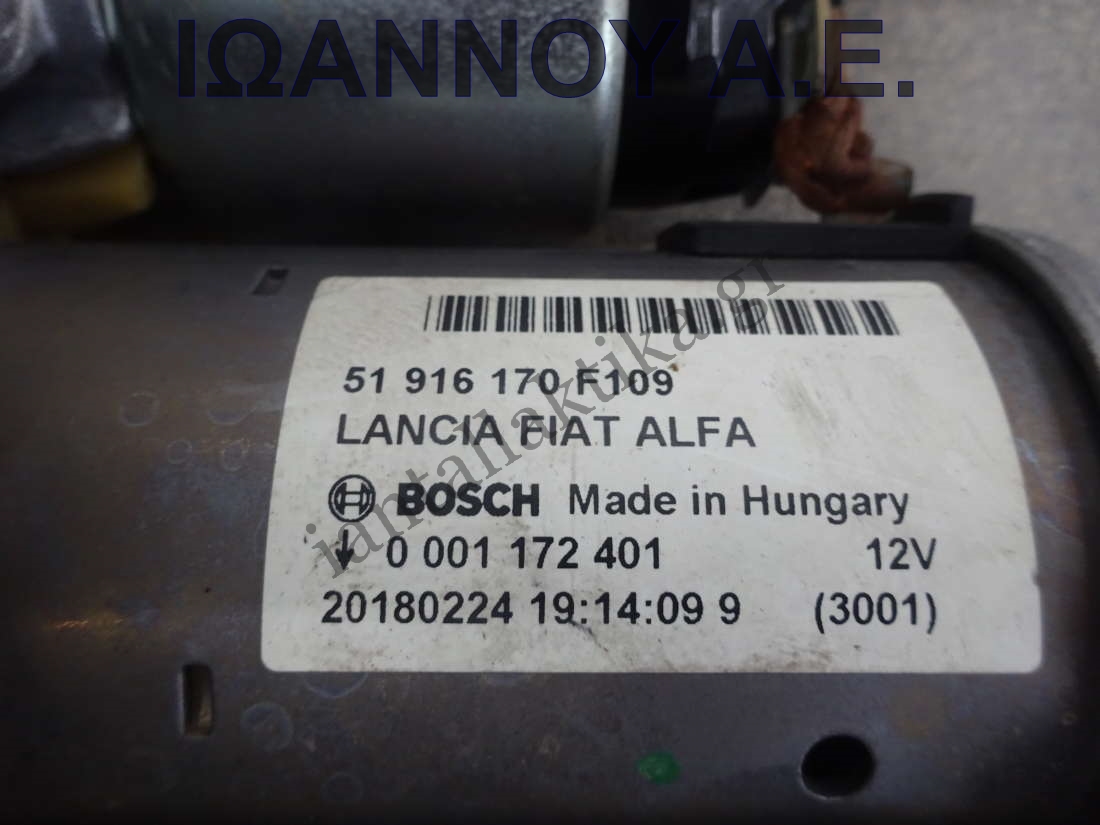 ΙΩΑΝΝΟΥ Α.Ε.
iantallaktika.gr
51 916 170 F109
LANCIA FIAT ALFA
BOSCH Made in Hungary
0 001 172 401 12V
20180224 19:14:09 9 (3001)